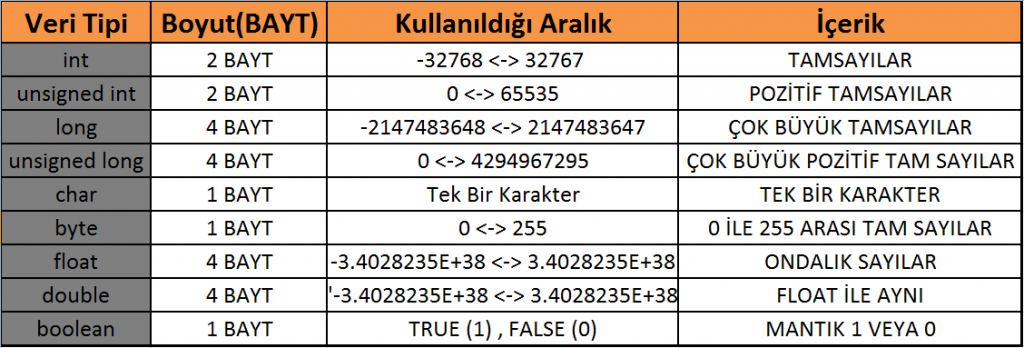 Veri Tipi Boyut(BAYT) Kullanıldığı Aralık İçerik
int 2 BAYT -32768 <-> 32767 TAMSAYILAR
unsigned int 2 BAYT 0 <-> 65535 POZİTİF TAMSAYILAR
long 4 BAYT -2147483648 <-> 2147483647 ÇOK BÜYÜK TAMSAYILAR
unsigned long 4 BAYT 0 <-> 4294967295 ÇOK BÜYÜK POZİTİF TAM SAYILAR
char 1 BAYT Tek Bir Karakter TEK BİR KARAKTER
byte 1 BAYT 0 <-> 255 0 İLE 255 ARASI TAM SAYILAR
float 4 BAYT -3.4028235E+38 <-> 3.4028235E+38 ONDALIK SAYILAR
double 4 BAYT '-3.4028235E+38 <-> 3.4028235E+38 FLOAT İLE AYNI
boolean 1 BAYT TRUE (1) , FALSE (0) MANTIK 1 VEYA 0